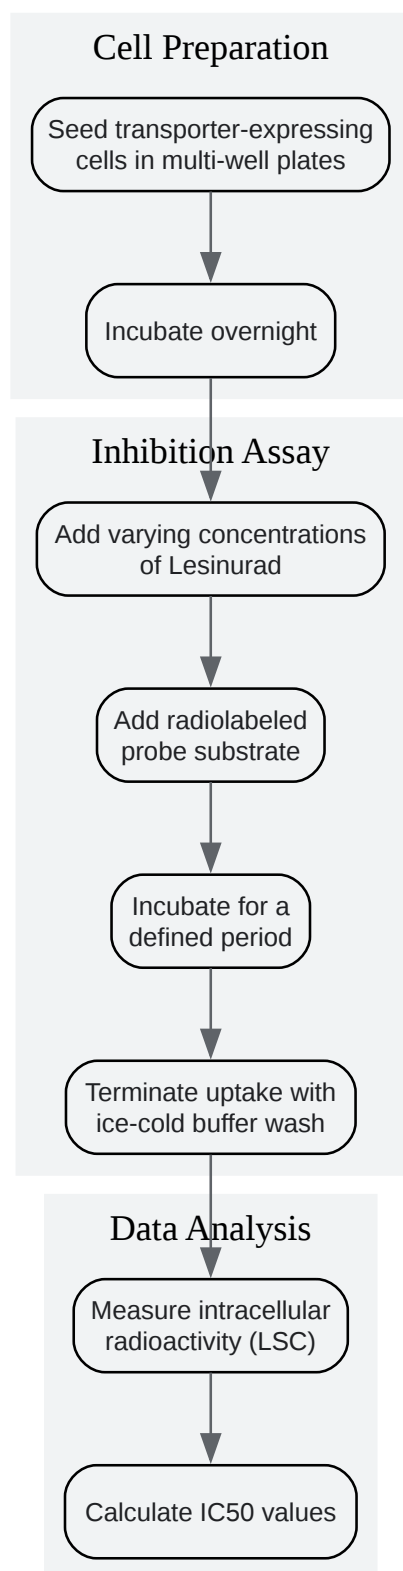 Cell Preparation
Seed transporter-expressing
cells in multi-well plates
Incubate overnight
Inhibition Assay
Add varying concentrations
of Lesinurad
Add radiolabeled
probe substrate
Incubate for a
defined period
Terminate uptake with
ice-cold buffer wash
Data Analysis
Measure intracellular
radioactivity (LSC)
Calculate IC50 values